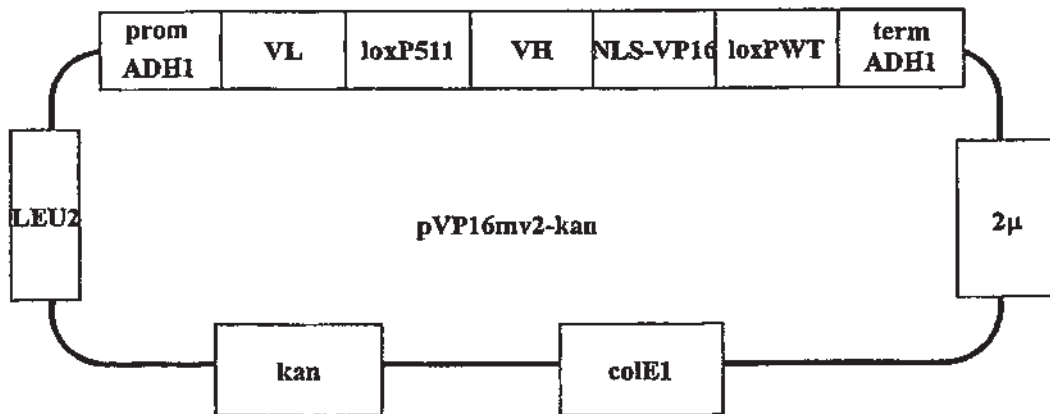 prom ADH1
VL
loxP511
VH
NLS-VP16
loxPWT
term ADH1
LEU2
pVP16mv2-kan
2µ
kan
colE1